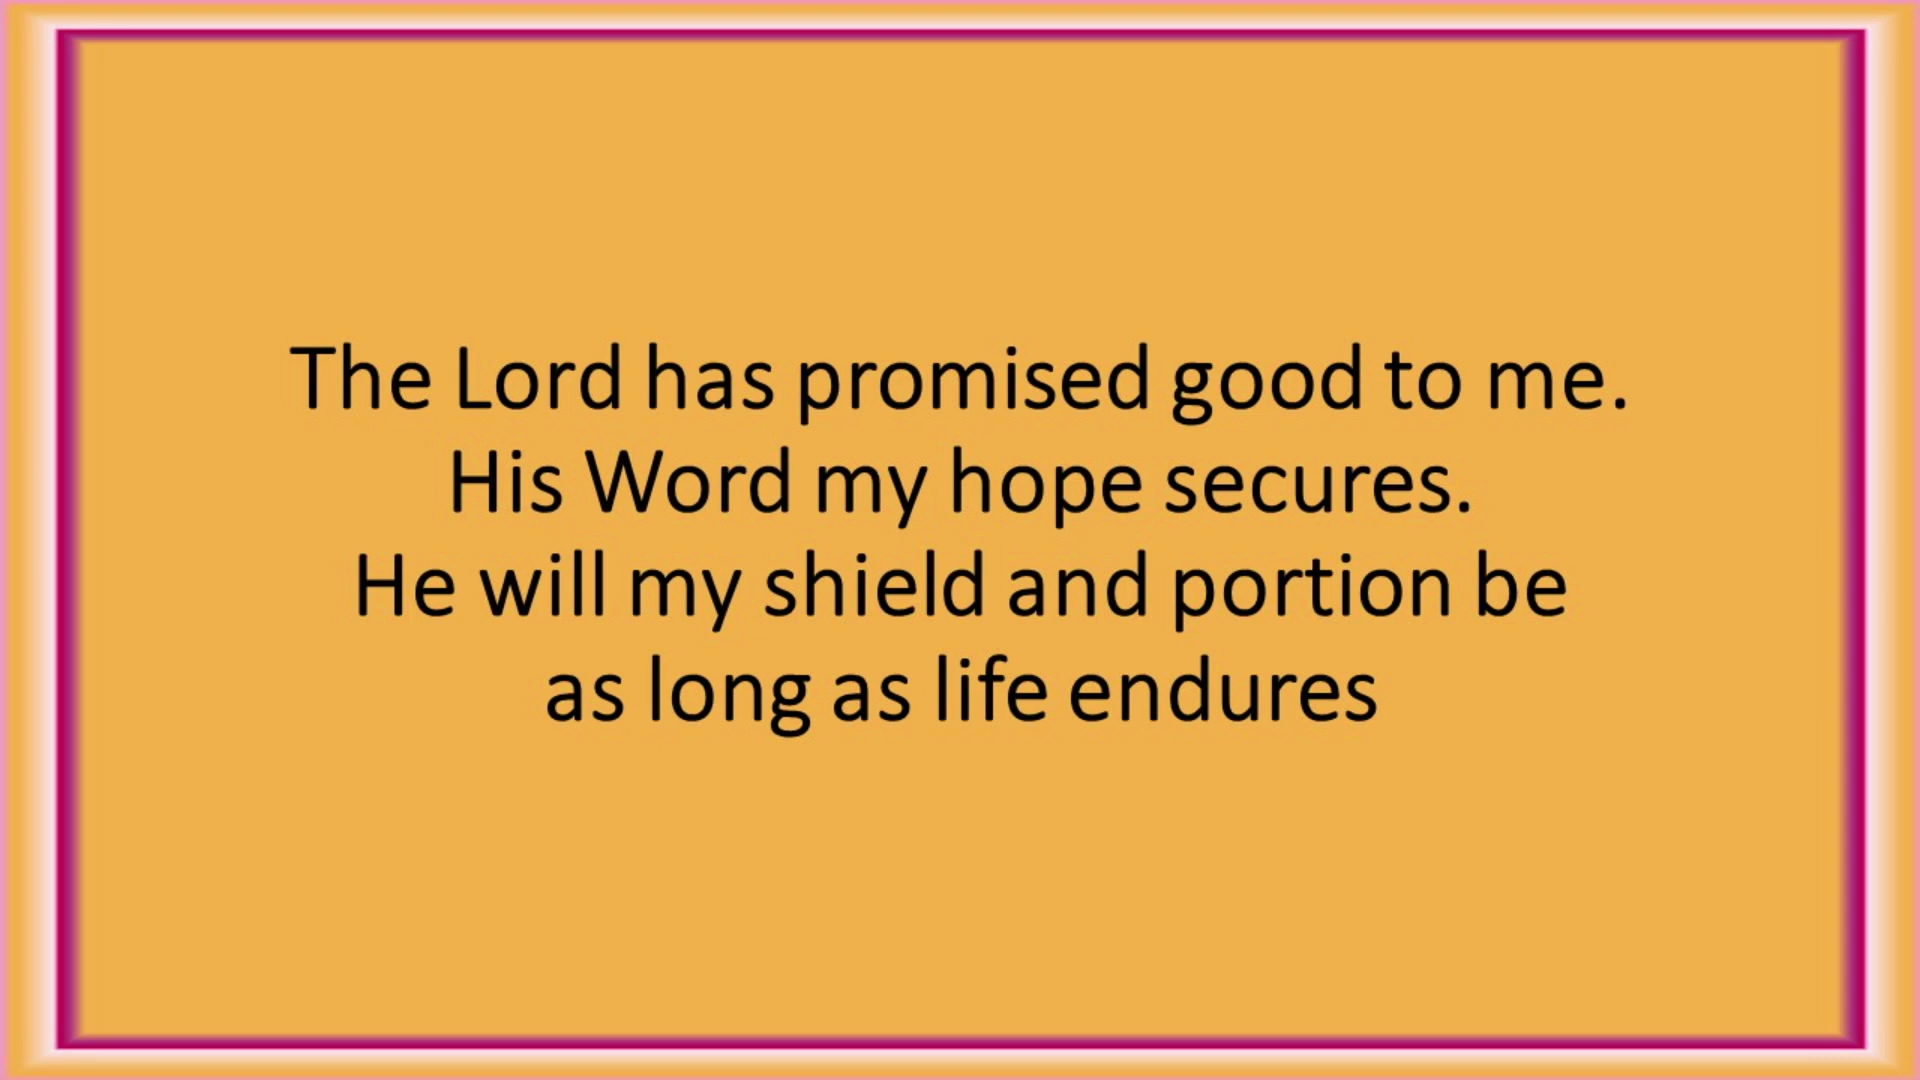 The Lord has promised good to me.
His Word my hope secures.
He will my shield and portion be
as long as life endures